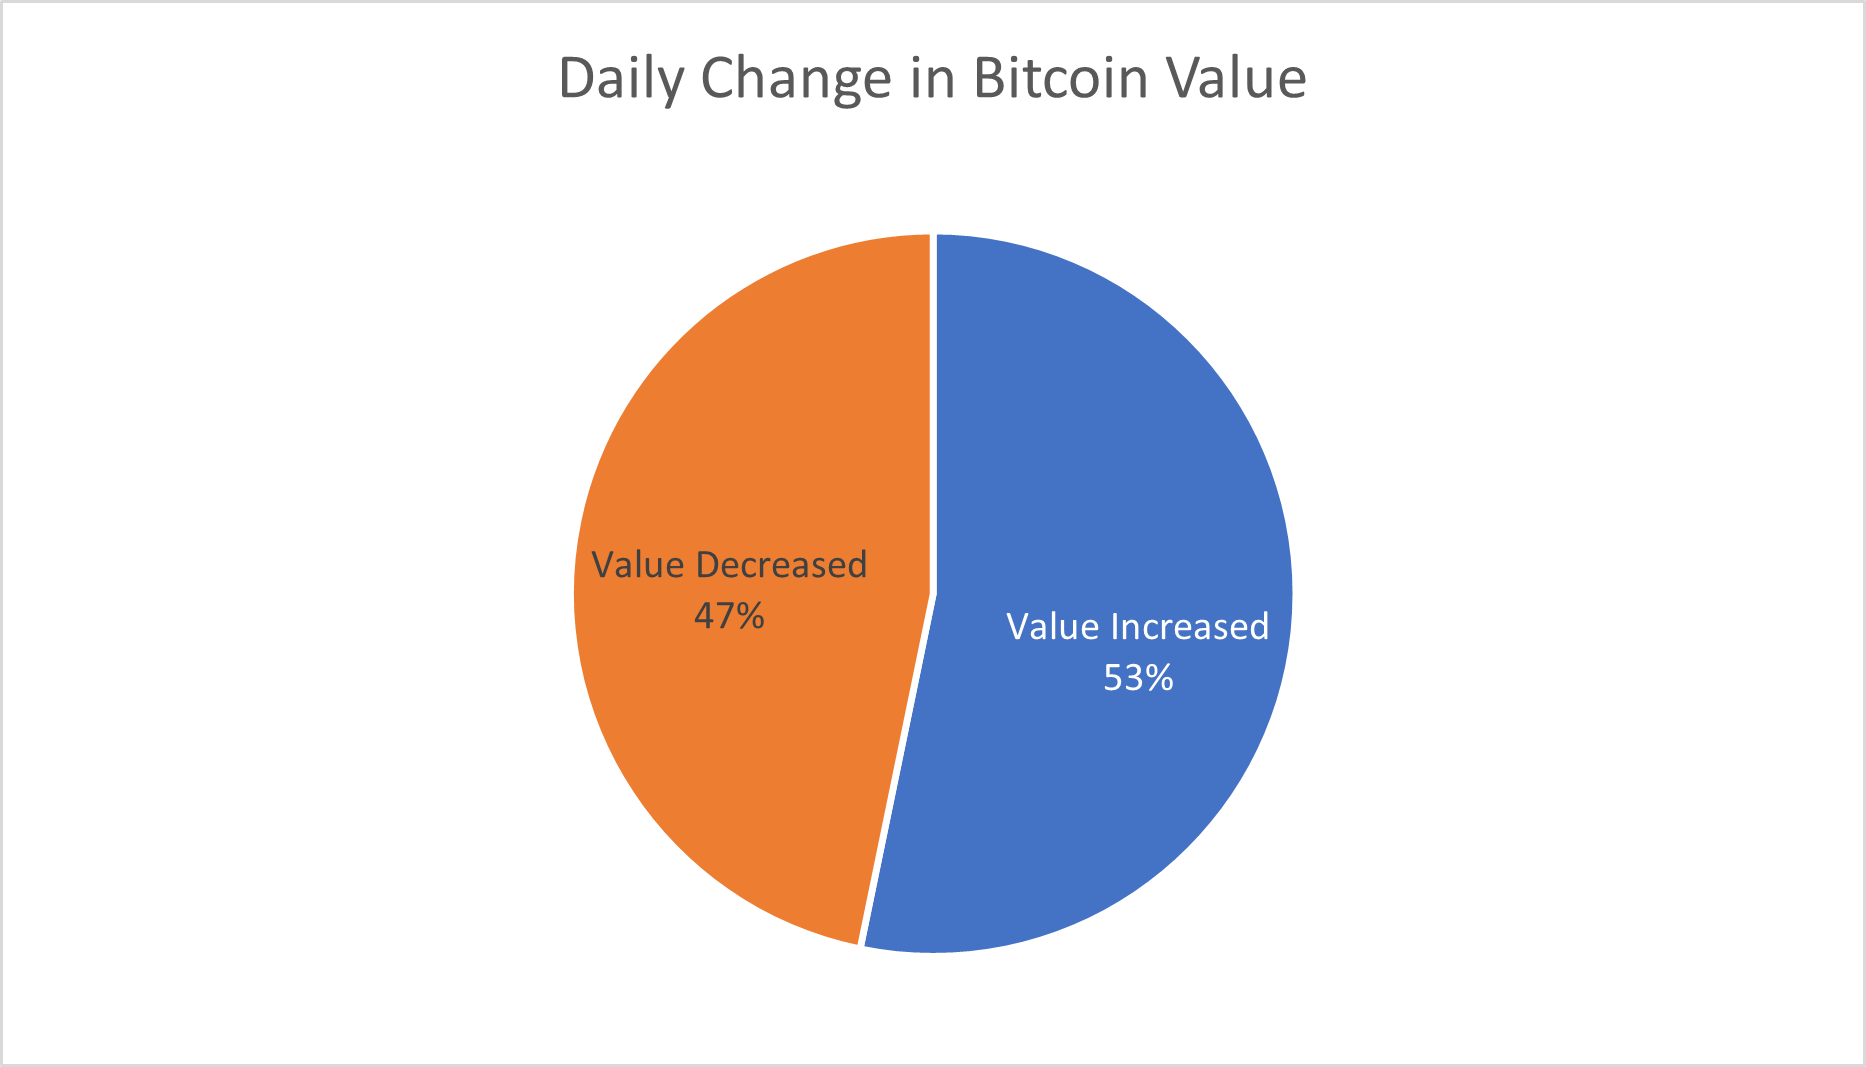 Daily Change in Bitcoin Value
Value Decreased
47%
Value Increased
53%